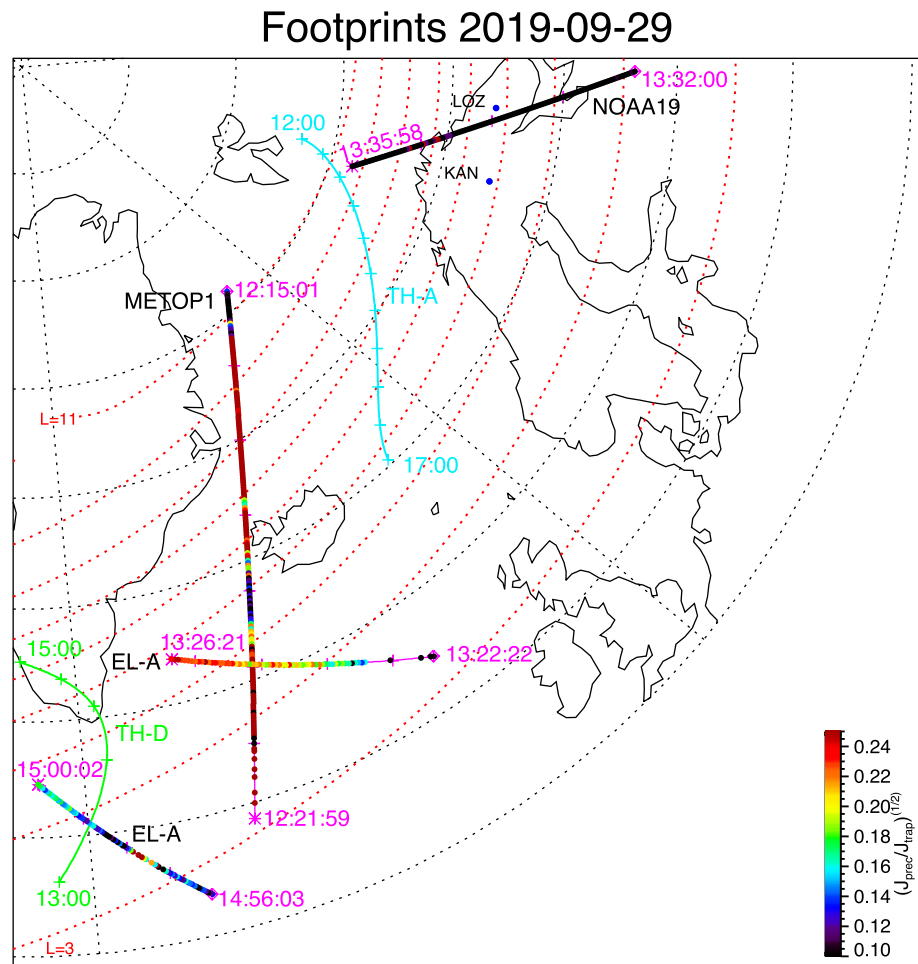 Footprints 2019-09-29
13:32:00
LOZ
NOAA19
12:00
13:35:58
KAN
METOP1
12:15:01
TH-A
L=11
17:00
13:26:21
15:00
EL-A
13:22:22
TH-D
15:00:02
12:21:59
EL-A
13:00
14:56:03
L=3
0.24
0.22
0.20
0.18
0.16
0.14
0.12
0.10
(Jprec/Jtrap)(1/2)